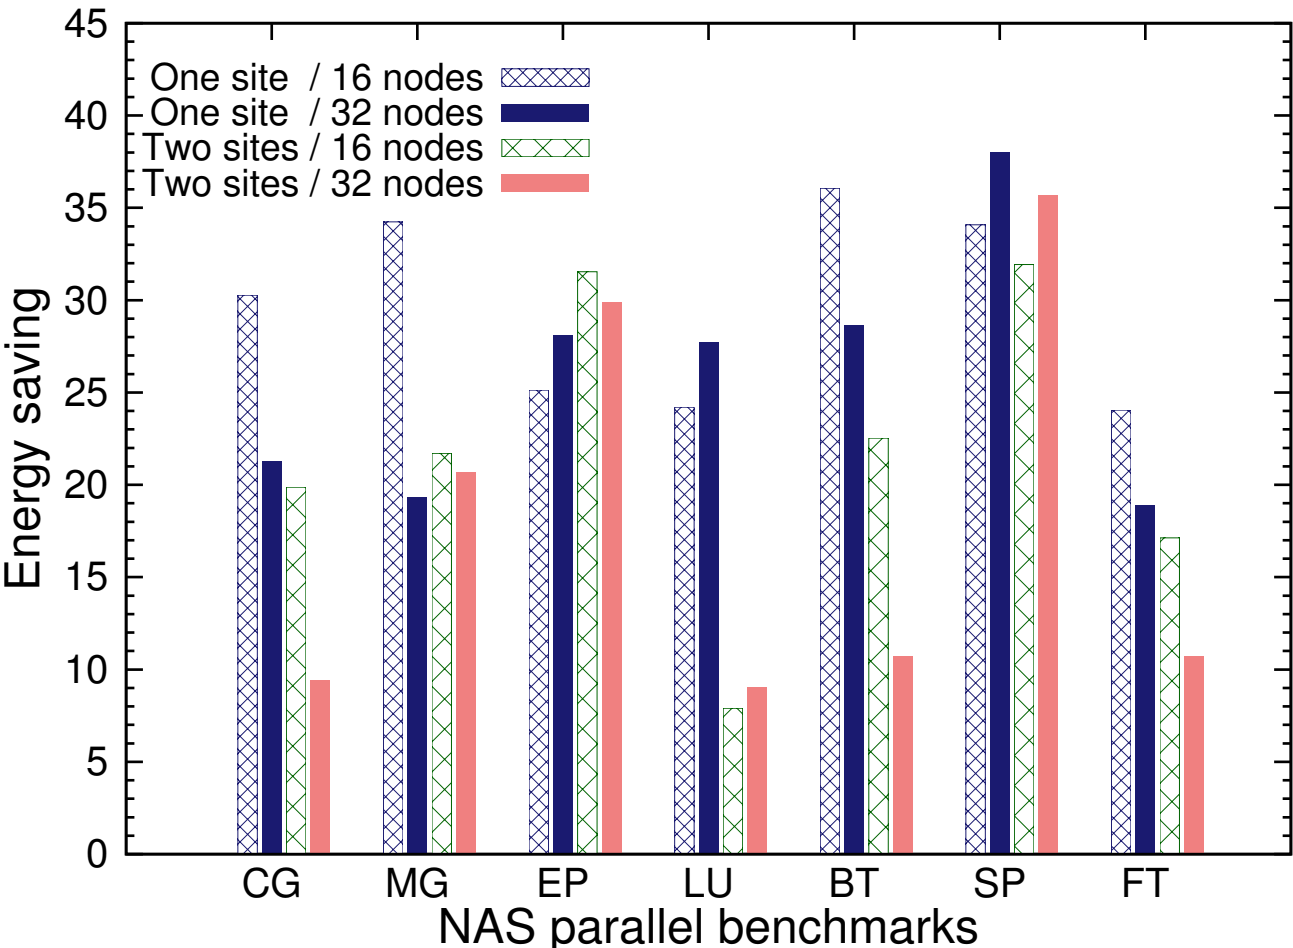 45
40
35
30
25
20
15
10
5
0
Energy saving
One site / 16 nodes
One site / 32 nodes
Two sites / 16 nodes
Two sites / 32 nodes
CG MG EP LU BT SP FT
NAS parallel benchmarks